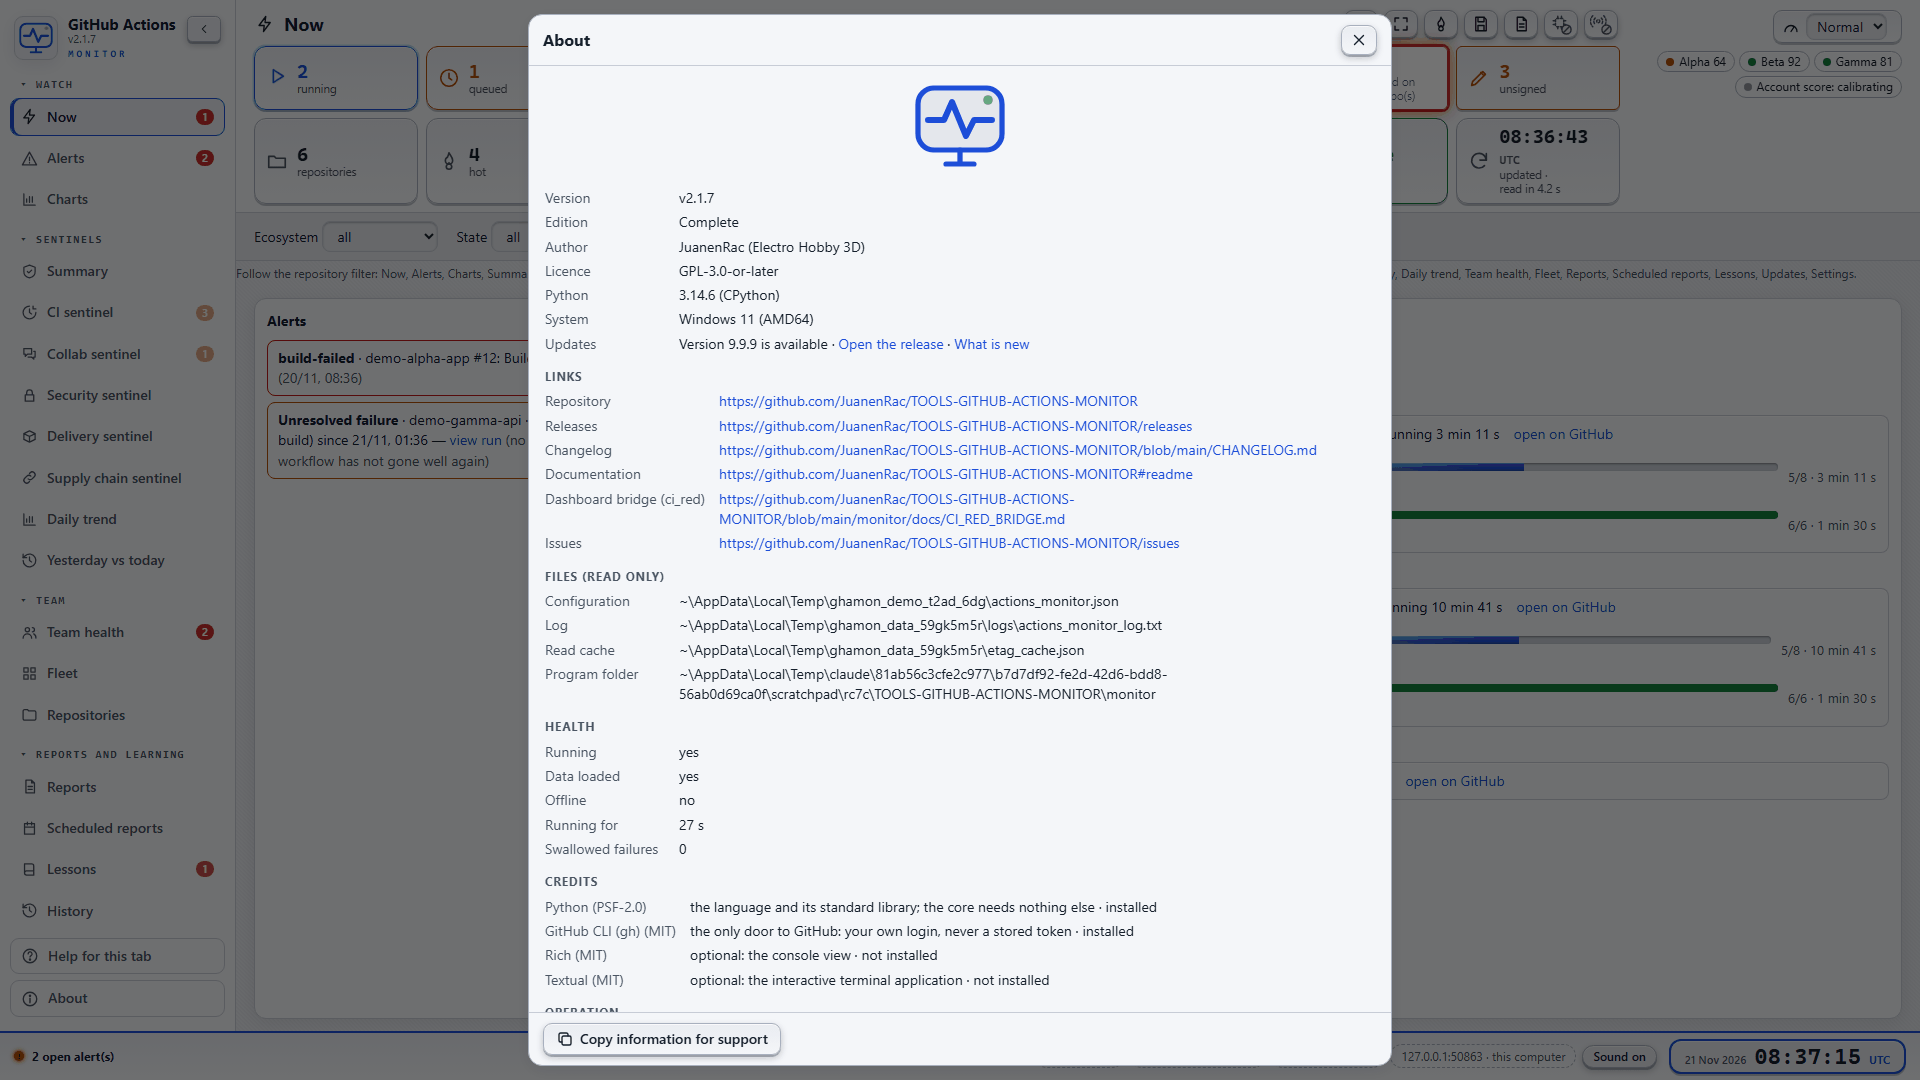 GitHub Actions
v2.1.7
MONITOR
WATCH
Now 1
Alerts 2
Charts
SENTINELS
Summary
CI sentinel 3
Collab sentinel 1
Security sentinel
Delivery sentinel
Supply chain sentinel
Daily trend
Yesterday vs today
TEAM
Team health 2
Fleet
Repositories
REPORTS AND LEARNING
Reports
Scheduled reports
Lessons 1
History
Help for this tab
About
2 open alert(s)
Now
2
running
1
queued
6
repositories
4
hot
Ecosystem all State all
Follow the repository filter: Now, Alerts, Charts, Summa
Alerts
build-failed · demo-alpha-app #12: Buil
(20/11, 08:36)
Unresolved failure · demo-gamma-api ·
build) since 21/11, 01:36 — view run (no
workflow has not gone well again)
About
Version v2.1.7
Edition Complete
Author JuanenRac (Electro Hobby 3D)
Licence GPL-3.0-or-later
Python 3.14.6 (CPython)
System Windows 11 (AMD64)
Updates Version 9.9.9 is available · Open the release · What is new
LINKS
Repository https://github.com/JuanenRac/TOOLS-GITHUB-ACTIONS-MONITOR
Releases https://github.com/JuanenRac/TOOLS-GITHUB-ACTIONS-MONITOR/releases
Changelog https://github.com/JuanenRac/TOOLS-GITHUB-ACTIONS-MONITOR/blob/main/CHANGELOG.md
Documentation https://github.com/JuanenRac/TOOLS-GITHUB-ACTIONS-MONITOR#readme
Dashboard bridge (ci_red) https://github.com/JuanenRac/TOOLS-GITHUB-ACTIONS-
MONITOR/blob/main/monitor/docs/CI_RED_BRIDGE.md
Issues https://github.com/JuanenRac/TOOLS-GITHUB-ACTIONS-MONITOR/issues
FILES (READ ONLY)
Configuration ~\AppData\Local\Temp\ghamon_demo_t2ad_6dg\actions_monitor.json
Log ~\AppData\Local\Temp\ghamon_data_59gk5m5r\logs\actions_monitor_log.txt
Read cache ~\AppData\Local\Temp\ghamon_data_59gk5m5r\etag_cache.json
Program folder ~\AppData\Local\Temp\claude\81ab56c3cfe2c977\b7d7df92-fe2d-42d6-bdd8-
56ab0d69ca0f\scratchpad\rc7c\TOOLS-GITHUB-ACTIONS-MONITOR\monitor
HEALTH
Running yes
Data loaded yes
Offline no
Running for 27 s
Swallowed failures 0
CREDITS
Python (PSF-2.0) the language and its standard library; the core needs nothing else · installed
GitHub CLI (gh) (MIT) the only door to GitHub: your own login, never a stored token · installed
Rich (MIT) optional: the console view · not installed
Textual (MIT) optional: the interactive terminal application · not installed
OPERATION
Copy information for support
Normal
d on
po(s)
3
unsigned
Alpha 64 Beta 92 Gamma 81
Account score: calibrating
08:36:43
UTC
updated ·
read in 4.2 s
, Daily trend, Team health, Fleet, Reports, Scheduled reports, Lessons, Updates, Settings.
unning 3 min 11 s open on GitHub
5/8 · 3 min 11 s
6/6 · 1 min 30 s
nning 10 min 41 s open on GitHub
5/8 · 10 min 41 s
6/6 · 1 min 30 s
open on GitHub
127.0.0.1:50863 · this computer
Sound on
21 Nov 2026 08:37:15 UTC